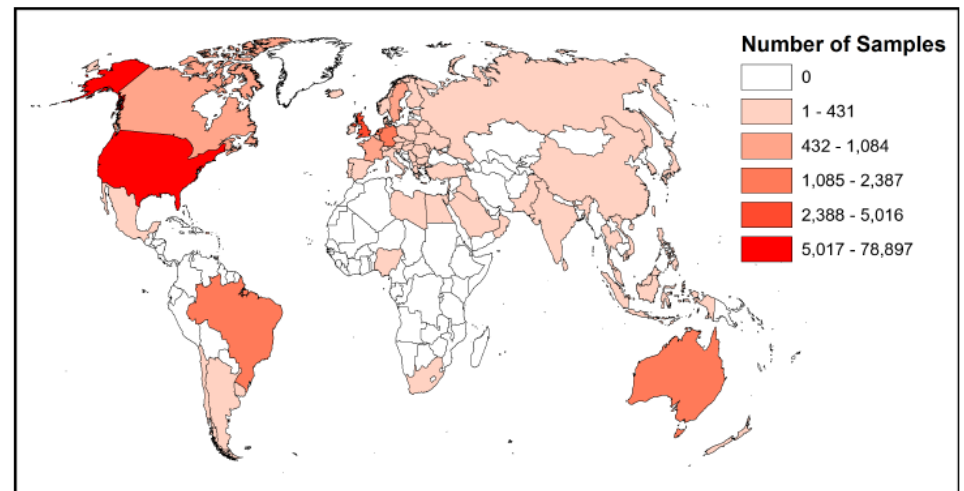 Number of Samples
0
1 - 431
432 - 1,084
1,085 - 2,387
2,388 - 5,016
5,017 - 78,897